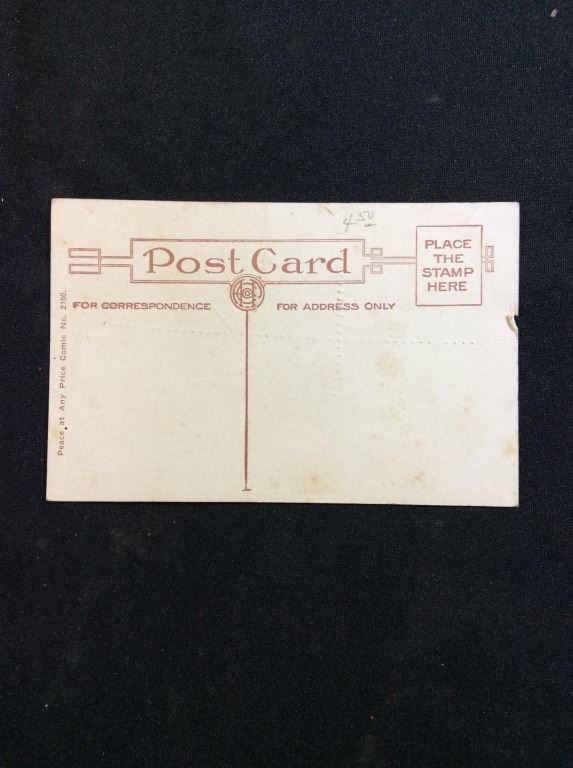 4 50
Post Card
PLACE
THE
STAMP
HERE
FOR CORRESPONDENCE
FOR ADDRESS ONLY
Peace at Any Price Comic No. 2150.